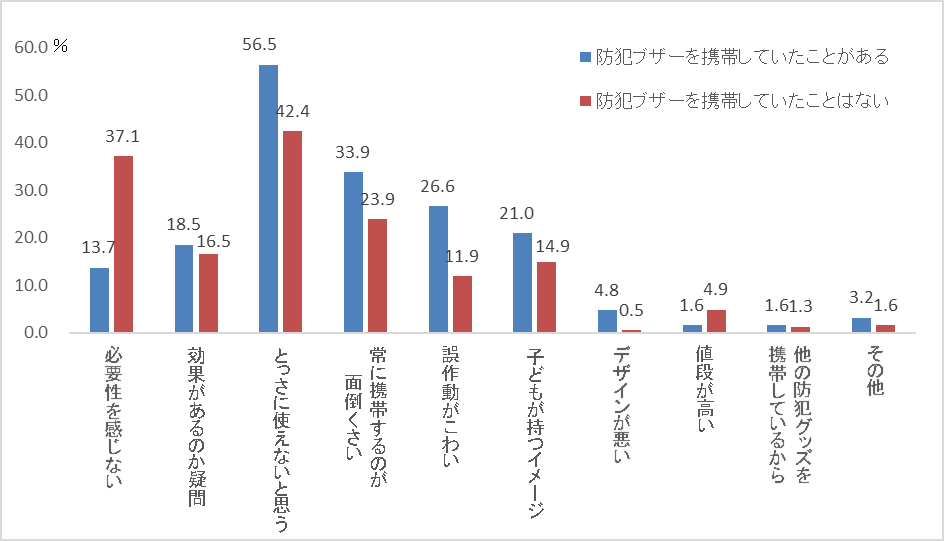 60.0 %
50.0
40.0
30.0
20.0
10.0
0.0
防犯ブザーを携帯していたことがある
防犯ブザーを携帯していたことはない
13.7
37.1
18.5
16.5
56.5
42.4
33.9
23.9
26.6
11.9
21.0
14.9
4.8
0.5
1.6
4.9
1.6
1.3
3.2
1.6
必要性を感じない
効果があるのか疑問
とっさに使えないと思う
常に携帯するのが
面倒くさい
誤作動がこわい
子どもが持つイメージ
デザインが悪い
値段が高い
他の防犯グッズを
携帯しているから
その他